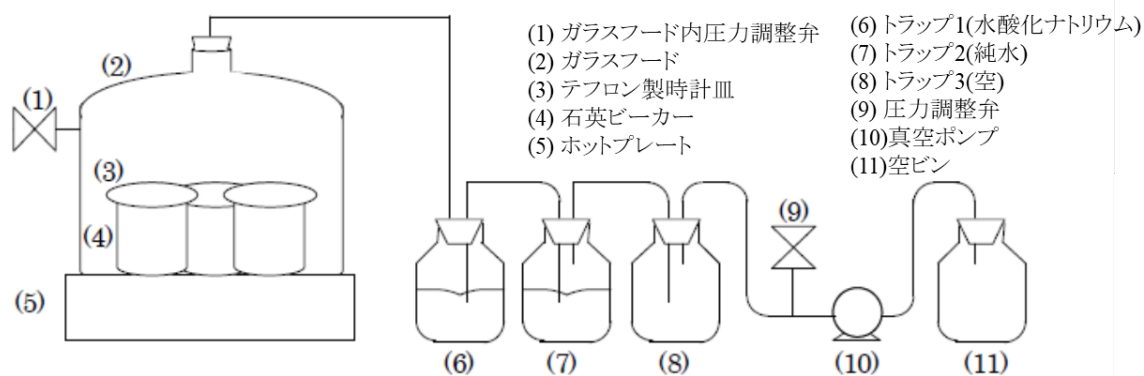 (1) ガラスフード内圧力調整弁
(2) ガラスフード
(3) テフロン製時計皿
(4) 石英ビーカー
(5) ホットプレート
(6) トラップ1(水酸化ナトリウム)
(7) トラップ2(純水)
(8) トラップ3(空)
(9) 圧力調整弁
(10)真空ポンプ
(11)空ビン
(2)
(1)
(3)
(4)
(5)
(9)
(6)
(7)
(8)
(10)
(11)